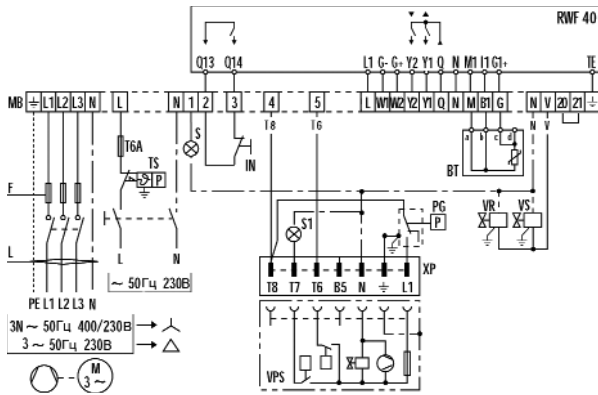 RWF 40
Q13 Q14
L1 G- G+ Y2 Y1 Q N M1 I1 G1+ TE
MB L1 L2 L3 N L N 1 2 3 4 5 L W1 W2 Y2 Y1 Q N M B1 G N V 20 21
T8 T6 a b c d N V
S
T6A
TS
P
IN
BT
F
PG
P
VR VS
S1
L
L N
XP
~ 50Гц 230В
T8 T7 T6 B5 N L1
PE L1 L2 L3 N
3N ~ 50Гц 400/230В
3 ~ 50Гц 230В
VPS
M
3 ~